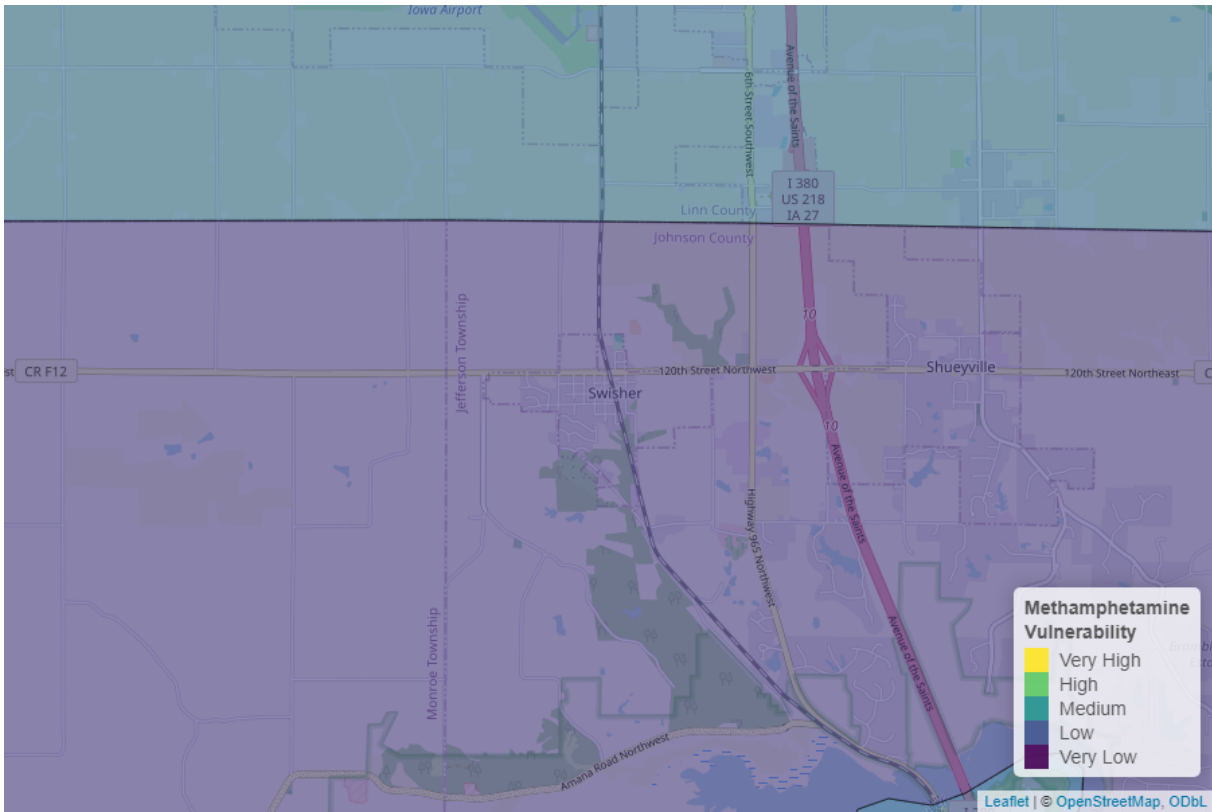 Iowa Airport
Avenue of the Saints
6th Street Southwest
I 380
US 218
IA 27
Linn County
Johnson County
Jefferson Township
10
CR F12
120th Street Northwest
Shueyville
120th Street Northeast
C
Swisher
10
Avenue of the Saints
Highway 965 Northwest
Monroe Township
Avenue of the Saints
Amana Road Northwest
Methamphetamine
Vulnerability
Very High
High
Medium
Low
Very Low
Leaflet | © OpenStreetMap, ODbL